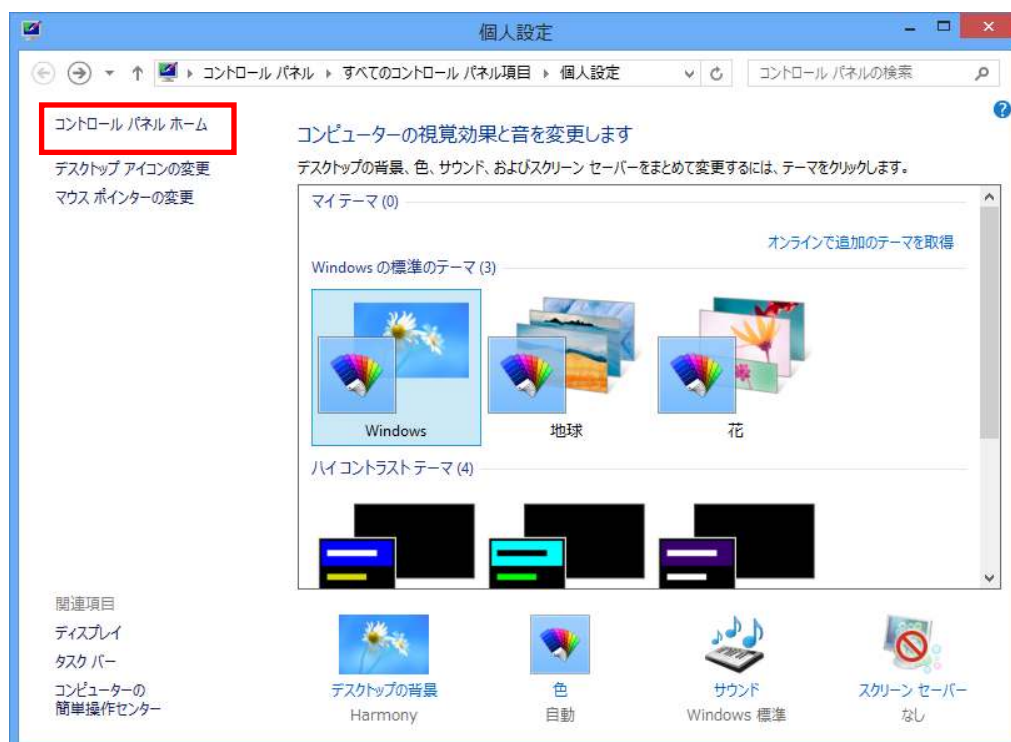 個人設定
コントロール パネル すべてのコントロール パネル項目 個人設定
コントロール パネルの検索
コントロール パネル ホーム
デスクトップ アイコンの変更
マウス ポインターの変更
コンピューターの視覚効果と音を変更します
デスクトップの背景、色、サウンド、およびスクリーン セーバーをまとめて変更するには、テーマをクリックします。
マイ テーマ (0)
オンラインで追加のテーマを取得
Windows の標準のテーマ (3)
Windows
地球
花
ハイ コントラスト テーマ (4)
関連項目
ディスプレイ
タスク バー
コンピューターの
簡単操作センター
デスクトップの背景
Harmony
色
自動
サウンド
Windows 標準
スクリーン セーバー
なし